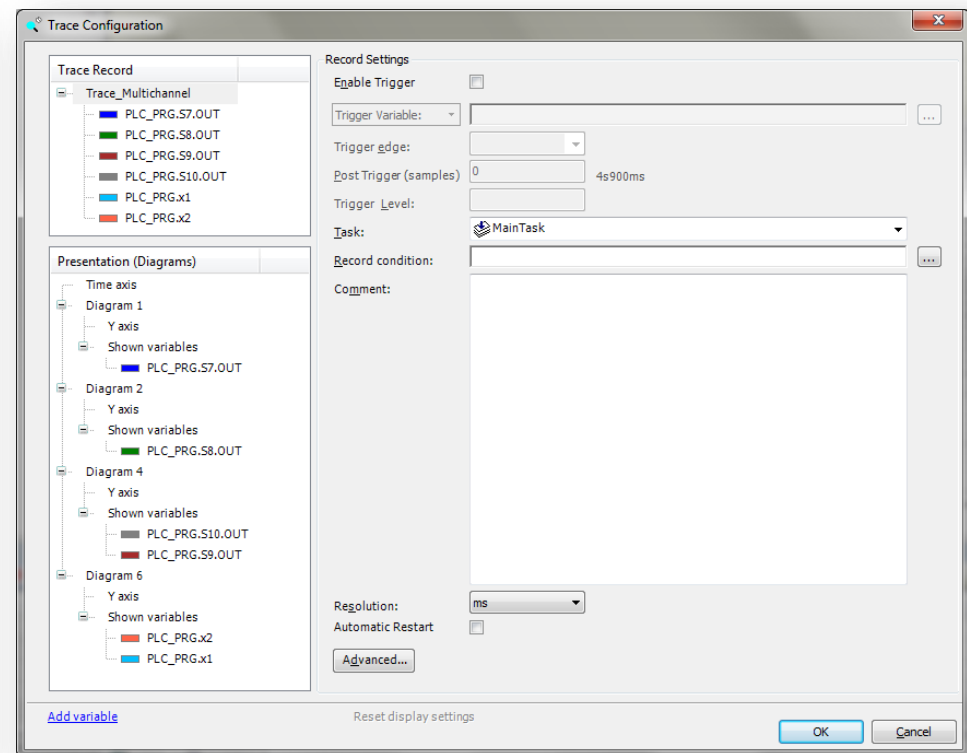 Trace Configuration
Trace Record
Trace_Multichannel
PLC_PRG.S7.OUT
PLC_PRG.S8.OUT
PLC_PRG.S9.OUT
PLC_PRG.S10.OUT
PLC_PRG.x1
PLC_PRG.x2
Presentation (Diagrams)
Time axis
Diagram 1
Y axis
Shown variables
PLC_PRG.S7.OUT
Diagram 2
Y axis
Shown variables
PLC_PRG.S8.OUT
Diagram 4
Y axis
Shown variables
PLC_PRG.S10.OUT
PLC_PRG.S9.OUT
Diagram 6
Y axis
Shown variables
PLC_PRG.x2
PLC_PRG.x1
Add variable
Record Settings
Enable Trigger
Trigger Variable: ...
Trigger edge:
Post Trigger (samples) 0 4s900ms
Trigger Level:
Task: MainTask
Record condition: ...
Comment:
Resolution: ms
Automatic Restart
Advanced...
Reset display settings
OK Cancel